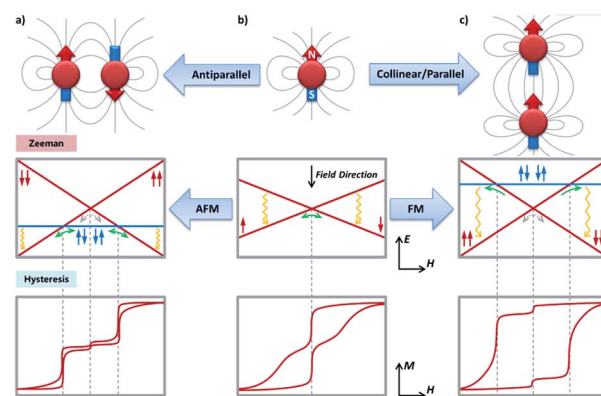 a)
b)
c)
Antiparallel
N
S
Collinear/Parallel
Zeeman
Field Direction
AFM
FM
E
H
Hysteresis
M
H